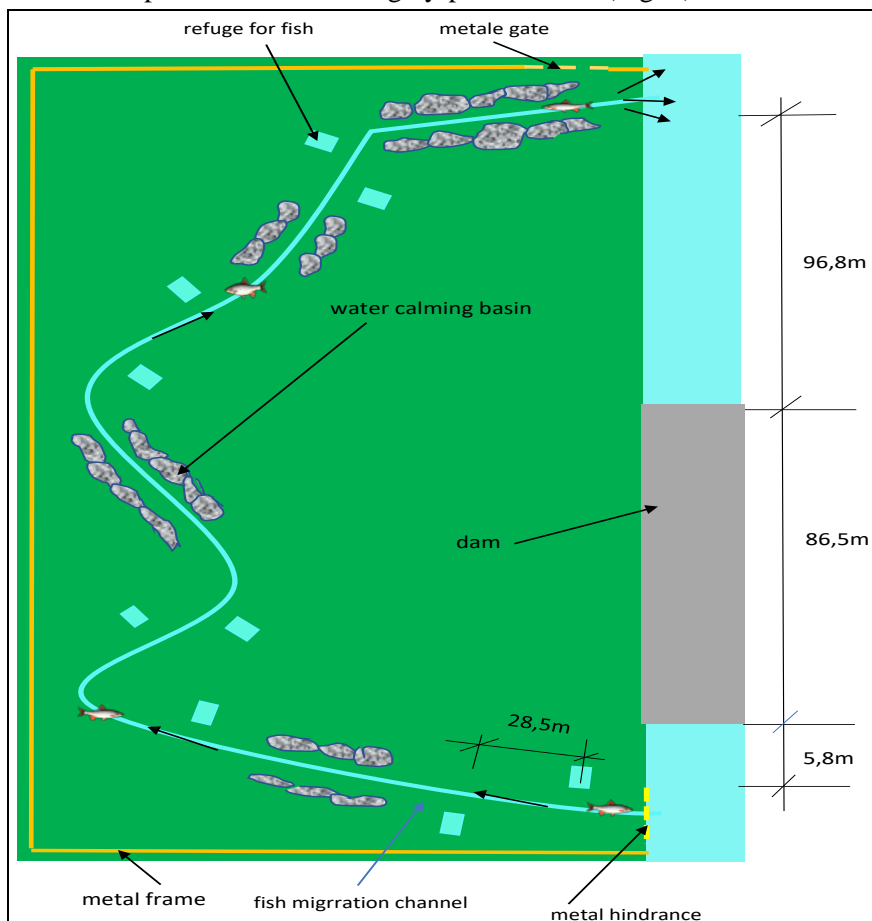 refuge for fish
metale gate
96,8m
water calming basin
dam
86,5m
28,5m
5,8m
metal frame
fish migrration channel
metal hindrance